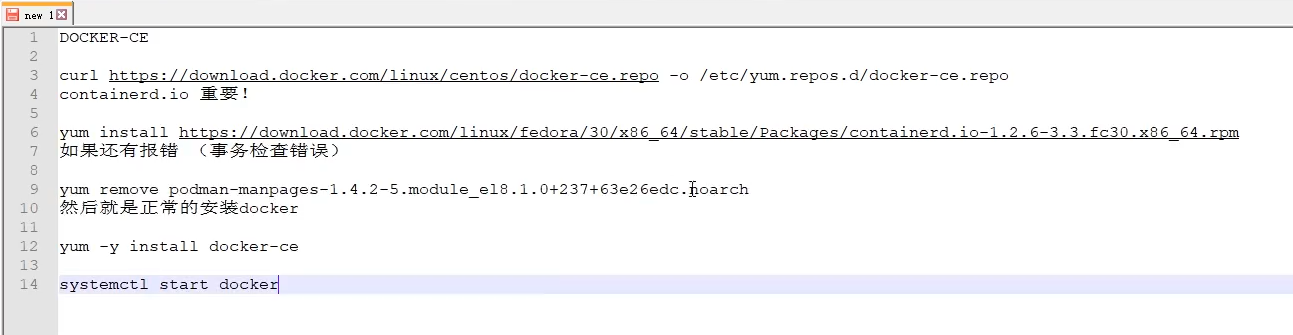 new 1
1 DOCKER-CE
2
3 curl https://download.docker.com/linux/centos/docker-ce.repo -o /etc/yum.repos.d/docker-ce.repo
4 containerd.io 重要!
5
6 yum install https://download.docker.com/linux/fedora/30/x86_64/stable/Packages/containerd.io-1.2.6-3.3.fc30.x86_64.rpm
7 如果还有报错 （事务检查错误）
8
9 yum remove podman-manpages-1.4.2-5.module_el8.1.0+237+63e26edc.noarch
10 然后就是正常的安装docker
11
12 yum -y install docker-ce
13
14 systemctl start docker